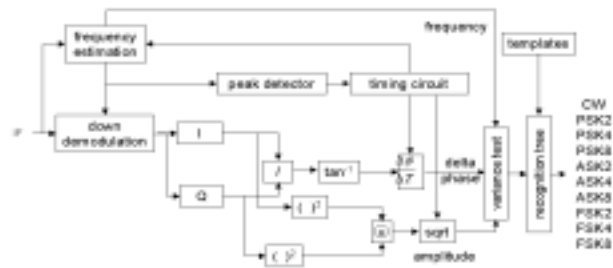 frequency
frequency
estimation
templates
peak detector
timing circuit
down
demodulation
I
Q
/
tan⁻¹
delta
phase
variance test
recognition tree
( )²
( )²
sqrt
amplitude
CW
PSK2
PSK4
PSK8
ASK2
ASK4
ASK8
FSK2
FSK4
FSK8